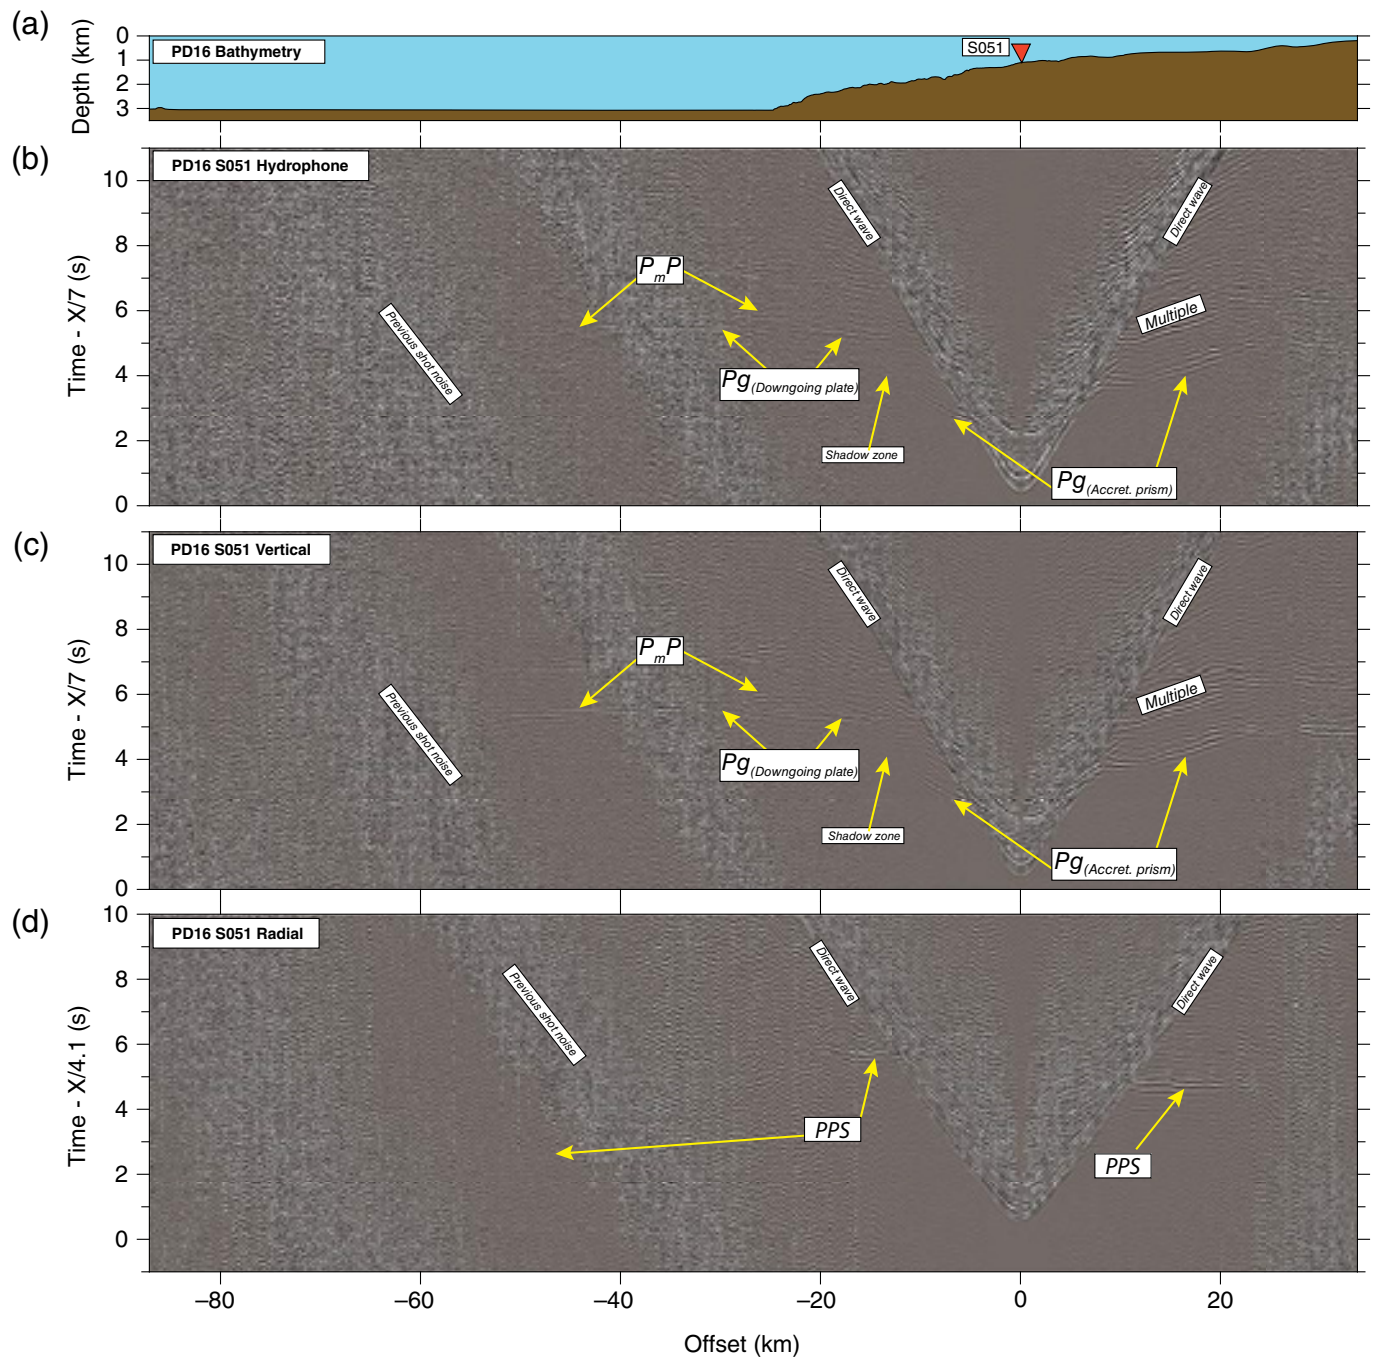 (a)
Depth (km)
0
1
2
3
PD16 Bathymetry
S051
(b)
Time - X/7 (s)
10
8
6
4
2
0
PD16 S051 Hydrophone
Direct wave
Direct wave
PmP
Multiple
Previous shot noise
Pg(Downgoing plate)
Shadow zone
Pg(Accret. prism)
(c)
Time - X/7 (s)
10
8
6
4
2
0
PD16 S051 Vertical
Direct wave
Direct wave
PmP
Multiple
Previous shot noise
Pg(Downgoing plate)
Shadow zone
Pg(Accret. prism)
(d)
Time - X/4.1 (s)
10
8
6
4
2
0
PD16 S051 Radial
Direct wave
Direct wave
Previous shot noise
PPS
PPS
–80
–60
–40
–20
0
20
Offset (km)